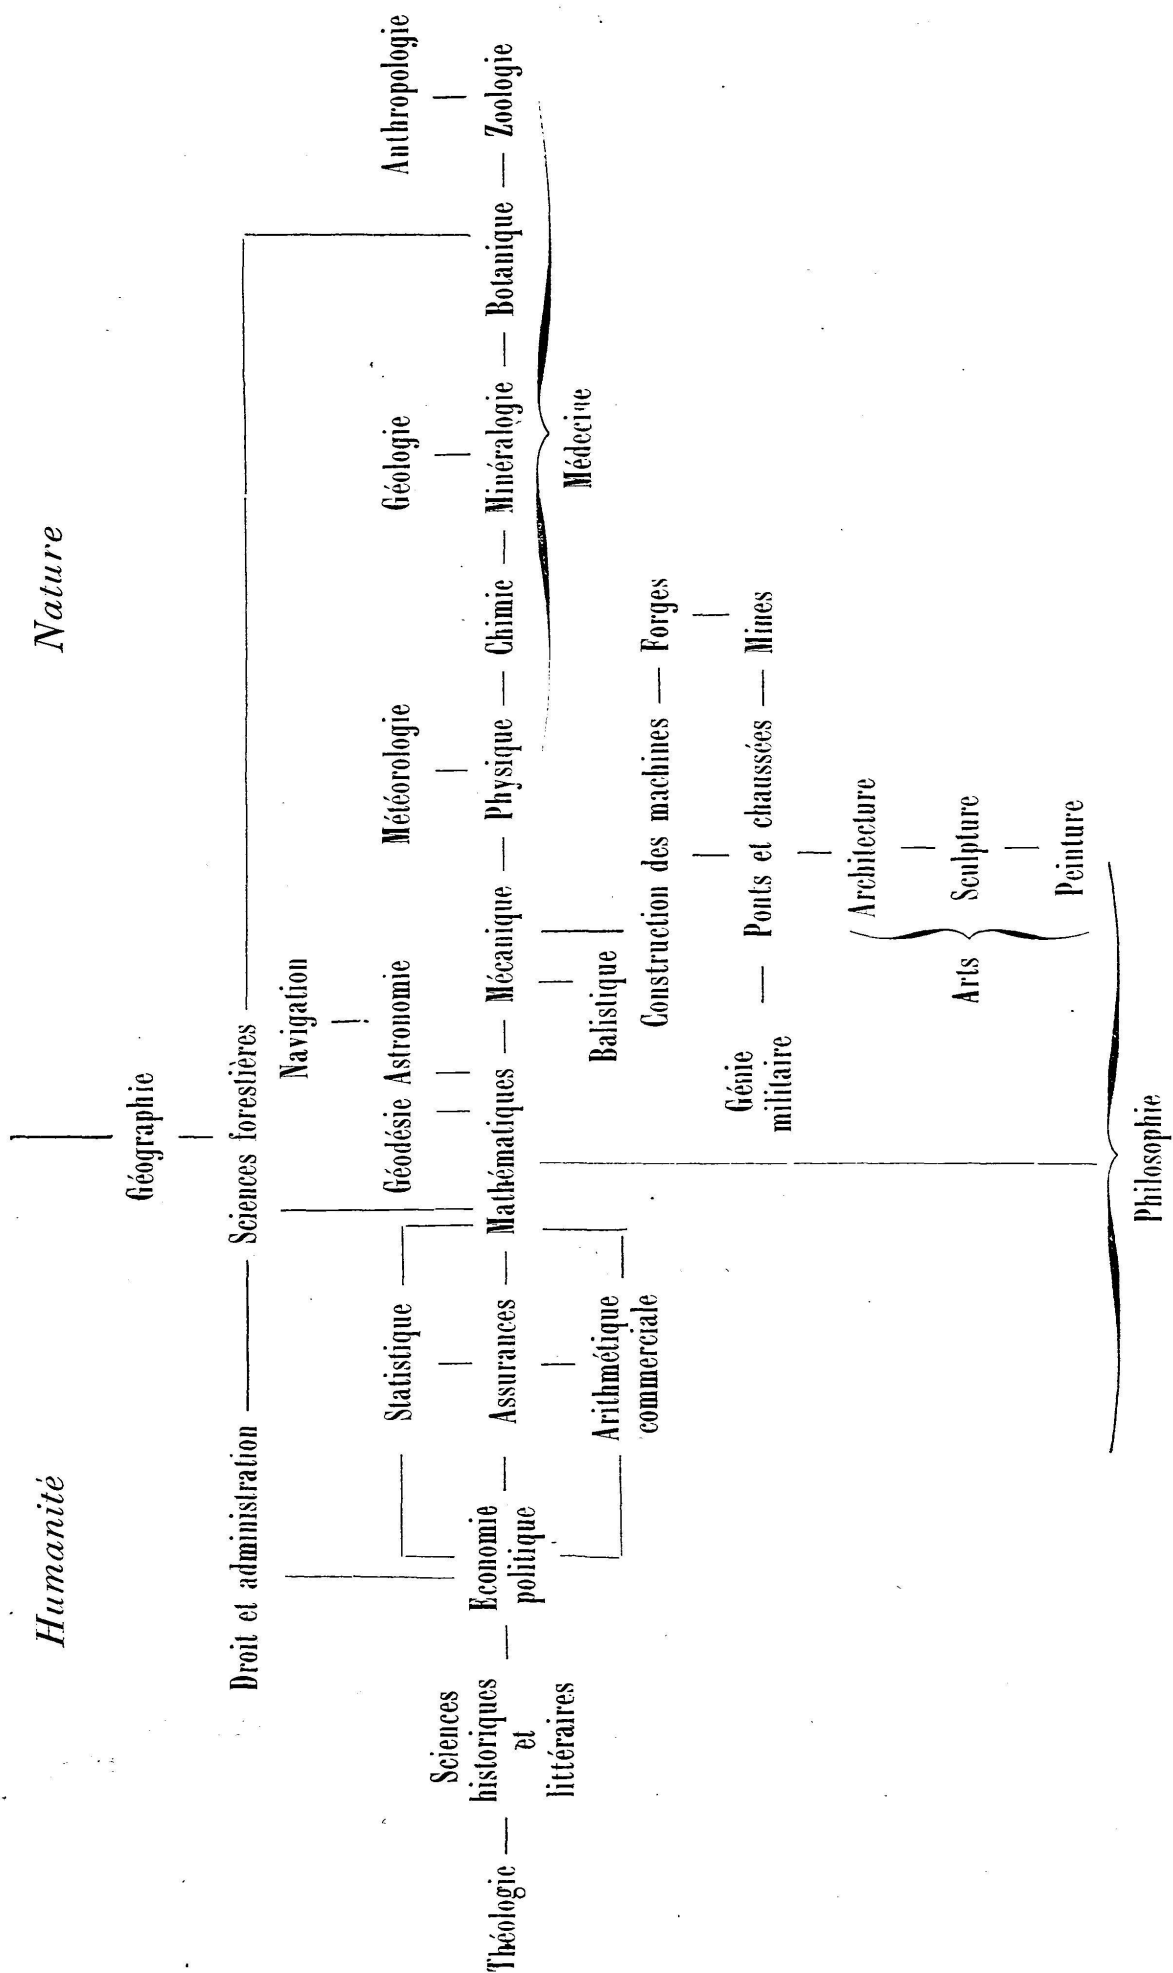 Humanité
Nature
Géographie
Droit et administration
Sciences forestières
Navigation
Statistique
Géodésie
Astronomie
Météorologie
Géologie
Anthropologie
Théologie
Sciences
historiques
et
littéraires
Economie
politique
Assurances
Mathématiques
Mécanique
Physique
Chimie
Minéralogie
Botanique
Zoologie
Arithmétique
commerciale
Balistique
Médecine
Construction des machines
Forges
Génie
militaire
Ponts et chaussées
Mines
Architecture
Arts
Sculpture
Peinture
Philosophie